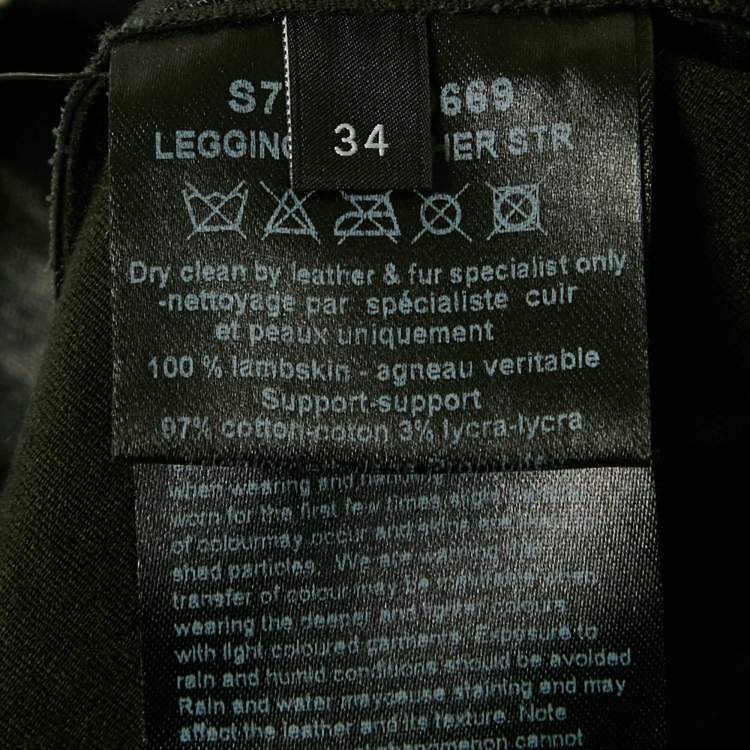 S7 669
34
LEGGING HER STR
Dry clean by leather & fur specialist only
-nettoyage par spécialiste cuir
et peaux uniquement
100 % lambskin - agneau veritable
Support-support
97% cotton-coton 3% lycra-lycra
when wearing and
worn for the first few times
of colourmay occur and
shed particles. We are
transfer of colour may be when
wearing the deeper and lighter colours
with light coloured garments. Exposure to
rain and humid conditions should be avoided
Rain and water maycause staining and may
affect the leather and its texture. Note
cannot